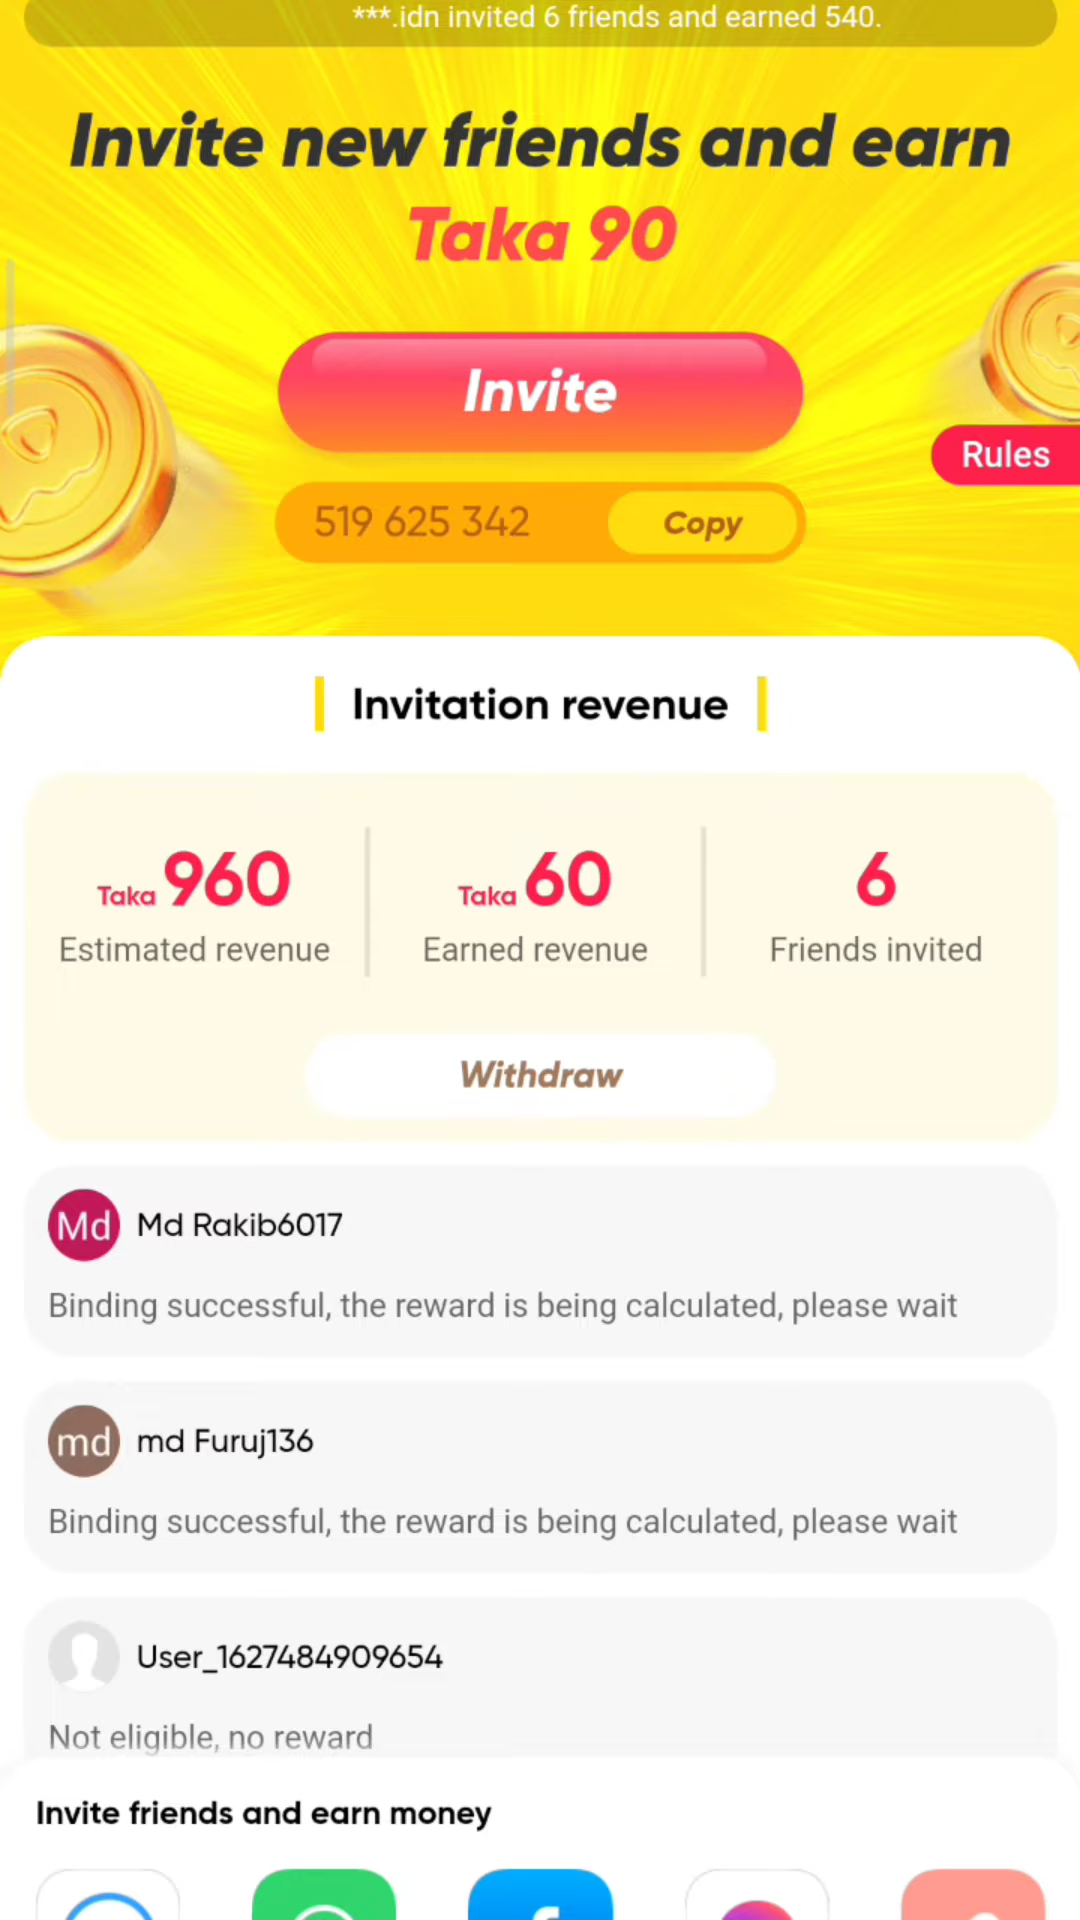 ***.idn invited 6 friends and earned 540.
Invite new friends and earn
Taka 90
Invite
Rules
519 625 342
Copy
Invitation revenue
Taka 960
Taka 60
6
Estimated revenue
Earned revenue
Friends invited
Withdraw
Md
Md Rakib6017
Binding successful, the reward is being calculated, please wait
md
md Furuj136
Binding successful, the reward is being calculated, please wait
User_1627484909654
Not eligible, no reward
Invite friends and earn money